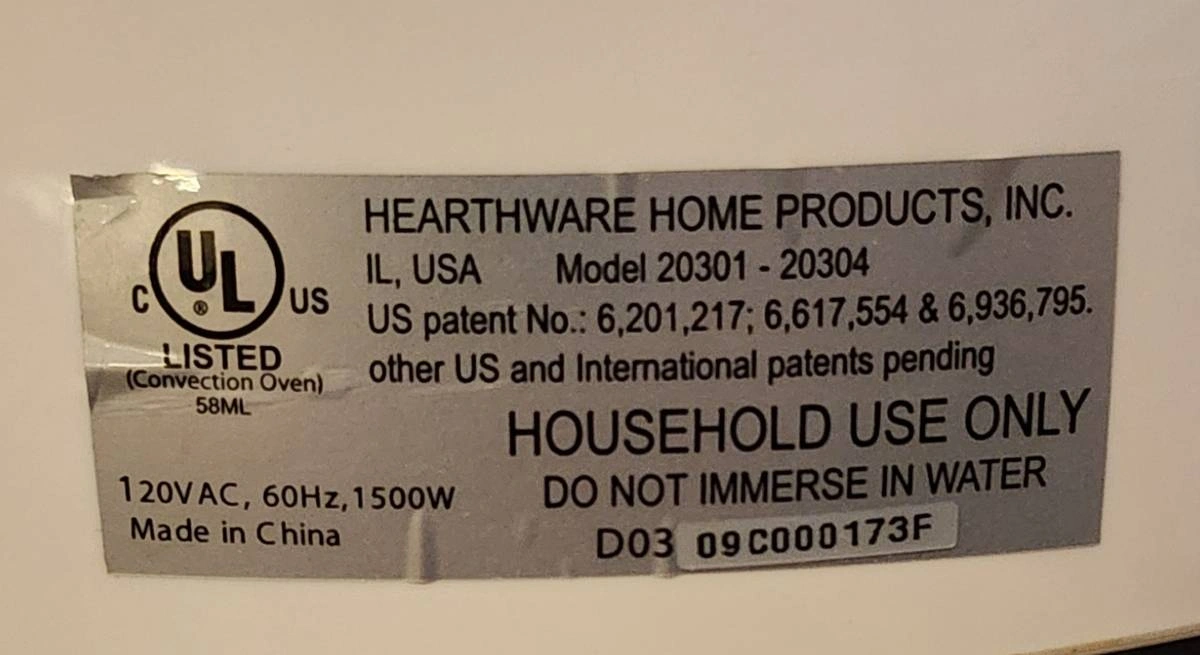 C UL ® US
LISTED
(Convection Oven)
58ML
120VAC, 60Hz,1500W
Made in China
HEARTHWARE HOME PRODUCTS, INC.
IL, USA Model 20301 - 20304
US patent No.: 6,201,217; 6,617,554 & 6,936,795.
other US and International patents pending
HOUSEHOLD USE ONLY
DO NOT IMMERSE IN WATER
D03 09C000173F